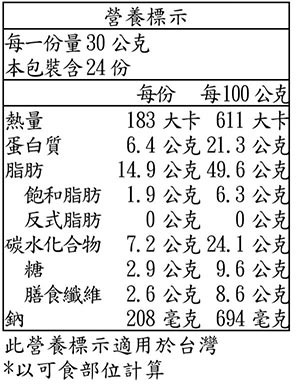 營養標示
每一份量 30 公克
本包裝含 24 份
每份 每 100 公克
熱量 183 大卡 611 大卡
蛋白質 6.4 公克 21.3 公克
脂肪 14.9 公克 49.6 公克
飽和脂肪 1.9 公克 6.3 公克
反式脂肪 0 公克 0 公克
碳水化合物 7.2 公克 24.1 公克
糖 2.9 公克 9.6 公克
膳食纖維 2.6 公克 8.6 公克
鈉 208 毫克 694 毫克
此營養標示適用於台灣
*以可食部位計算